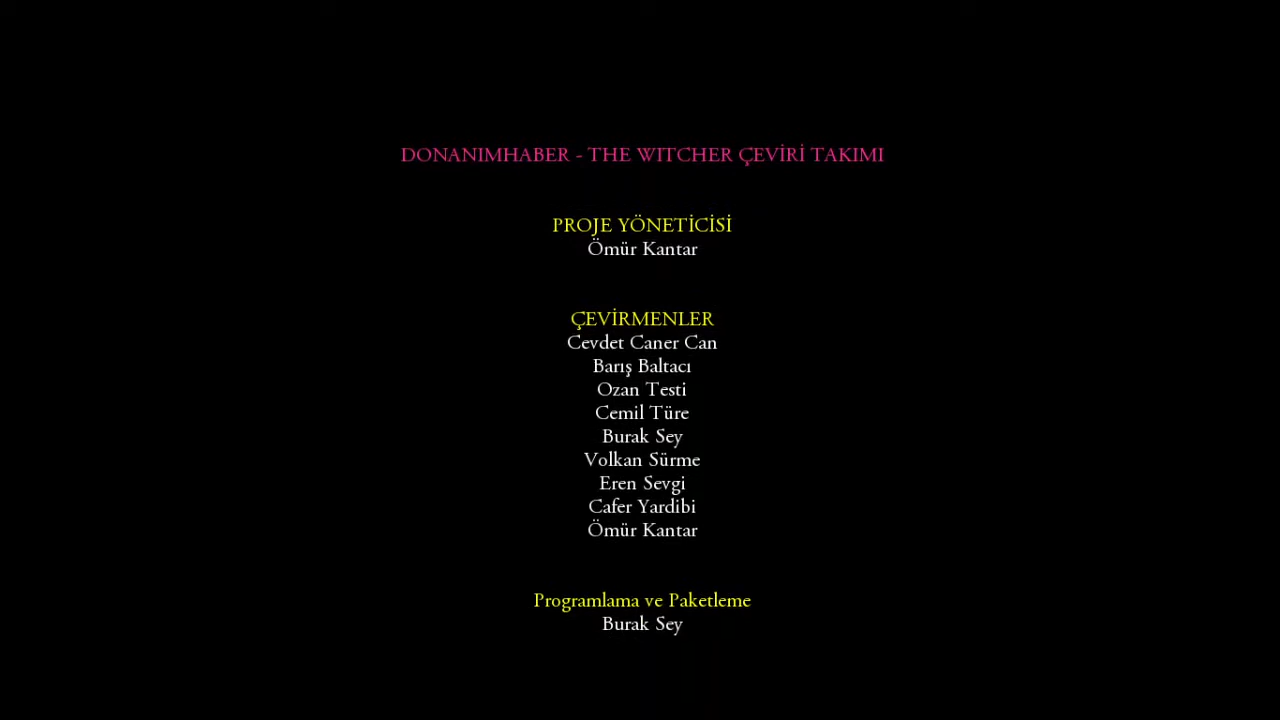 DONANIMHABER - THE WITCHER ÇEVİRİ TAKIMI
PROJE YÖNETİCİSİ
Ömür Kantar
ÇEVİRMENLER
Cevdet Caner Can
Barış Baltacı
Ozan Testi
Cemil Türe
Burak Sey
Volkan Sürme
Eren Sevgi
Cafer Yardibi
Ömür Kantar
Programlama ve Paketleme
Burak Sey